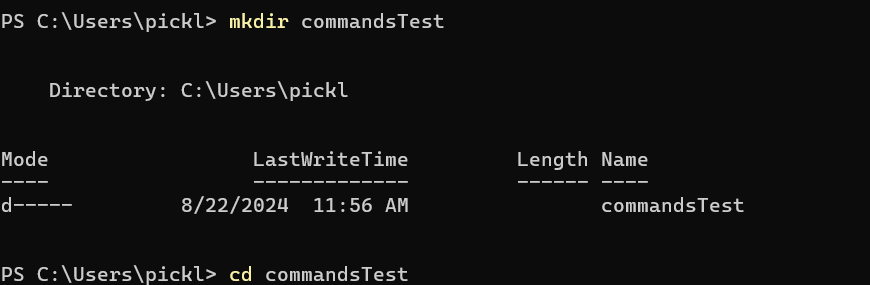 PS C:\Users\pickl> mkdir commandsTest
Directory: C:\Users\pickl
Mode                 LastWriteTime         Length Name
----                 -------------         ------ ----
d-----         8/22/2024  11:56 AM                commandsTest
PS C:\Users\pickl> cd commandsTest